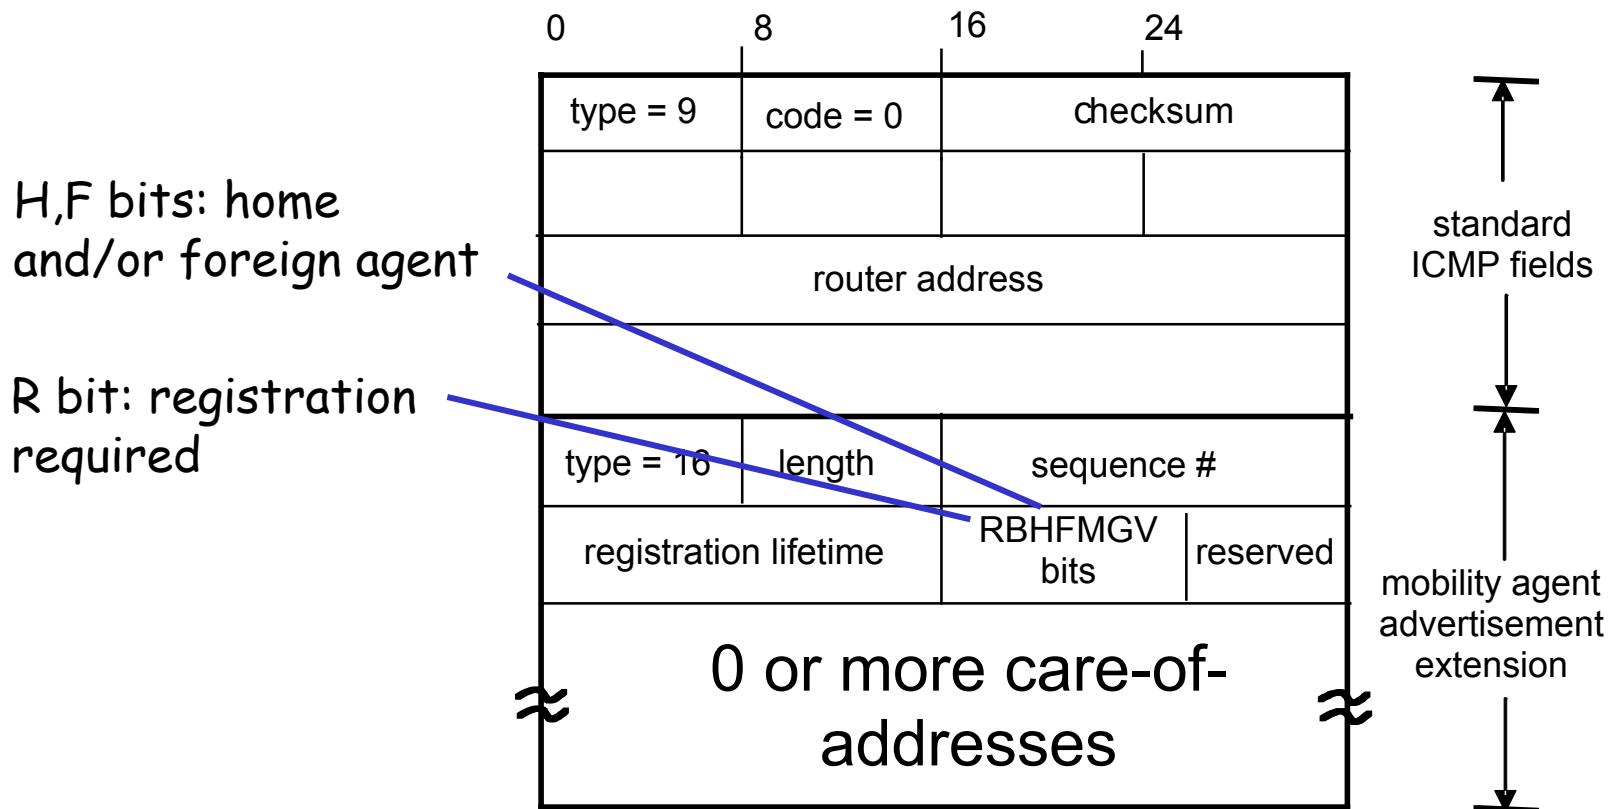 0 8 16 24
type = 9 code = 0 checksum
H,F bits: home
and/or foreign agent
standard
ICMP fields
router address
R bit: registration
required
type = 16 length sequence #
registration lifetime RBHFMGV
bits reserved
mobility agent
advertisement
extension
0 or more care-of-
addresses